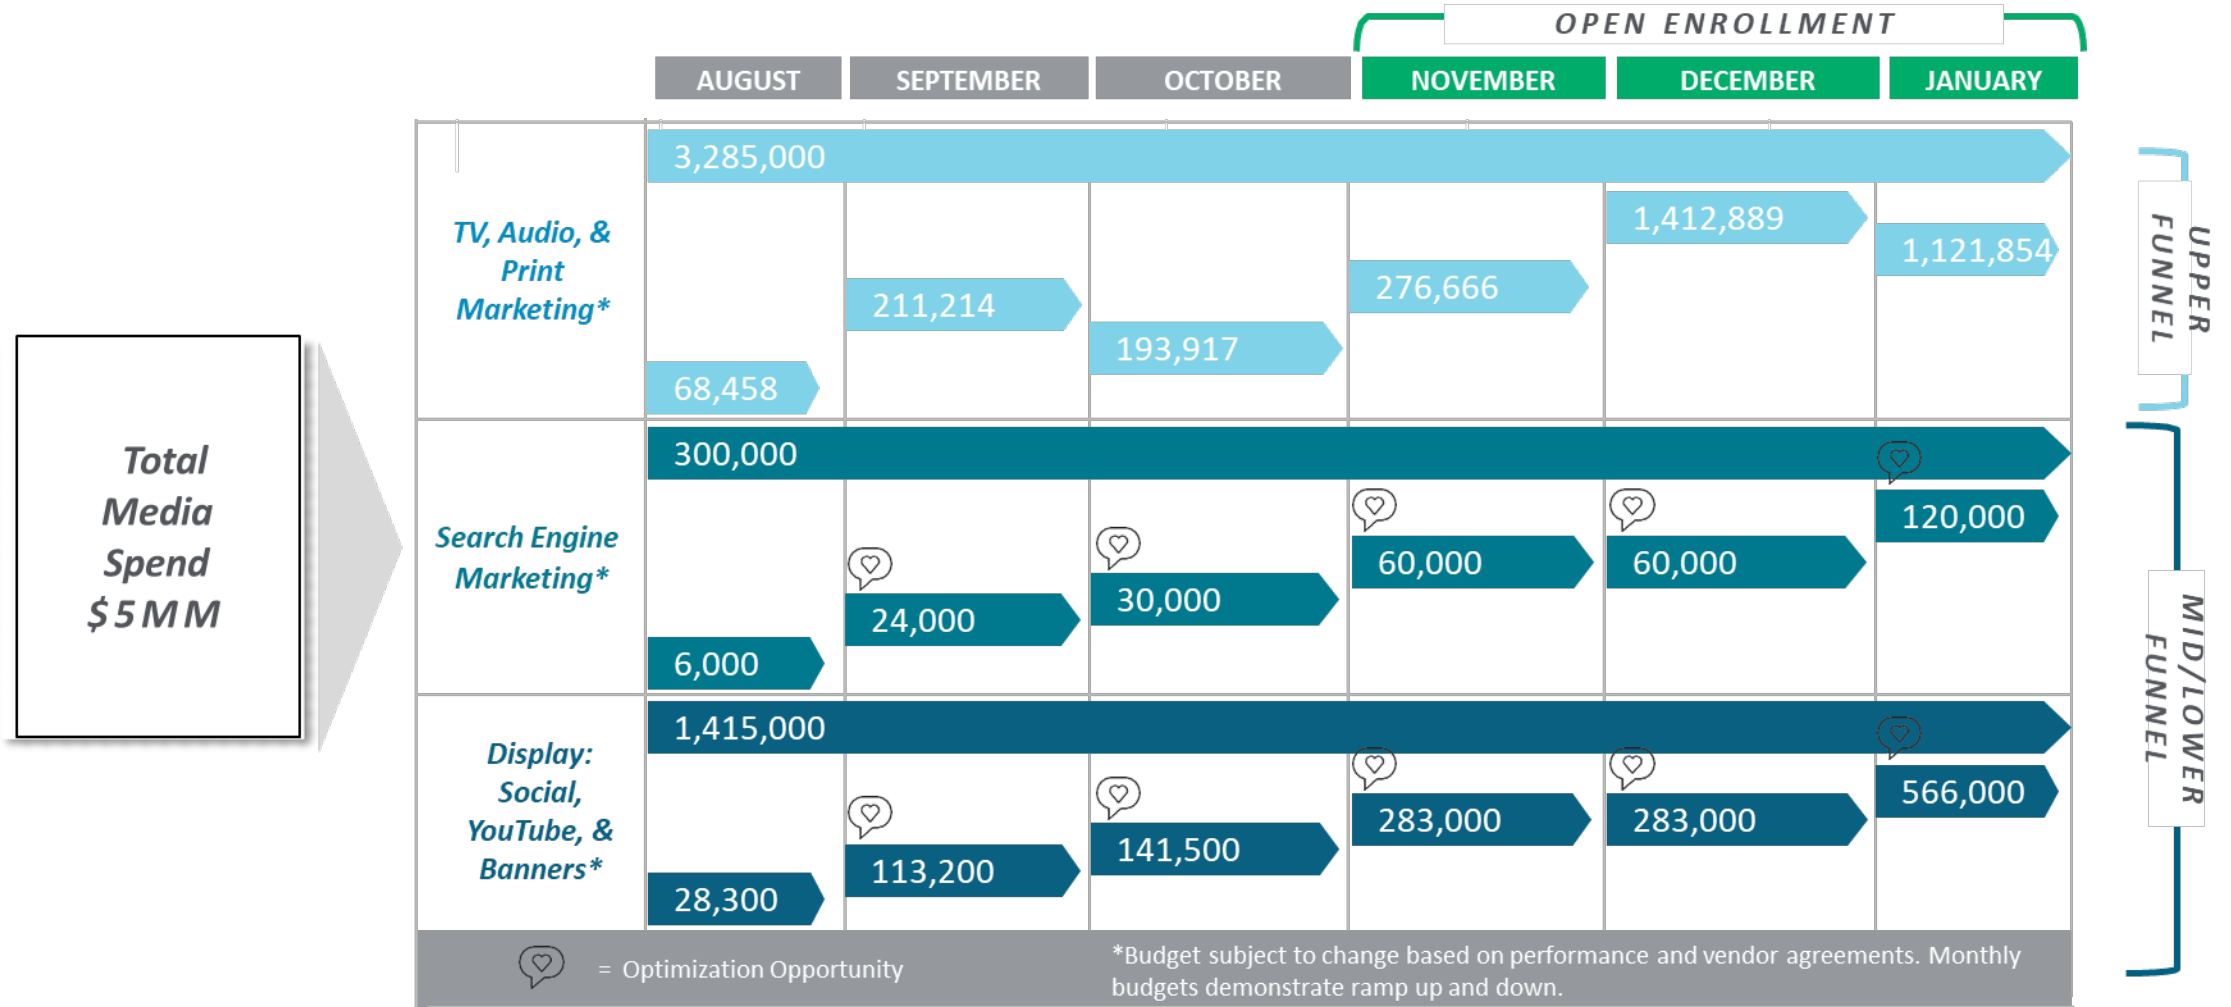 OPEN ENROLLMENT
AUGUST
SEPTEMBER
OCTOBER
NOVEMBER
DECEMBER
JANUARY
Total
Media
Spend
$5MM
TV, Audio, &
Print
Marketing*
3,285,000
68,458
211,214
193,917
276,666
1,412,889
1,121,854
UPPER
FUNNEL
Search Engine
Marketing*
300,000
6,000
24,000
30,000
60,000
60,000
120,000
Display:
Social,
YouTube, &
Banners*
1,415,000
28,300
113,200
141,500
283,000
283,000
566,000
MID/LOWER
FUNNEL
= Optimization Opportunity
*Budget subject to change based on performance and vendor agreements. Monthly
budgets demonstrate ramp up and down.